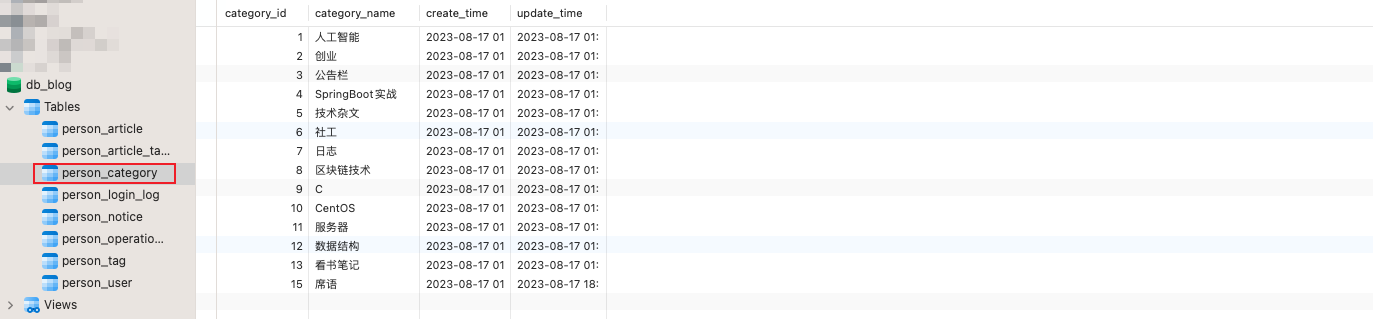 db_blog
Tables
person_article
person_article_ta...
person_category
person_login_log
person_notice
person_operatio...
person_tag
person_user
Views
category_id category_name create_time update_time
1 人工智能 2023-08-17 01 2023-08-17 01:
2 创业 2023-08-17 01 2023-08-17 01:
3 公告栏 2023-08-17 01 2023-08-17 01:
4 SpringBoot实战 2023-08-17 01 2023-08-17 01:
5 技术杂文 2023-08-17 01 2023-08-17 01:
6 社工 2023-08-17 01 2023-08-17 01:
7 日志 2023-08-17 01 2023-08-17 01:
8 区块链技术 2023-08-17 01 2023-08-17 01:
9 C 2023-08-17 01 2023-08-17 01:
10 CentOS 2023-08-17 01 2023-08-17 01:
11 服务器 2023-08-17 01 2023-08-17 01:
12 数据结构 2023-08-17 01 2023-08-17 01:
13 看书笔记 2023-08-17 01 2023-08-17 01:
15 席语 2023-08-17 01 2023-08-17 18: